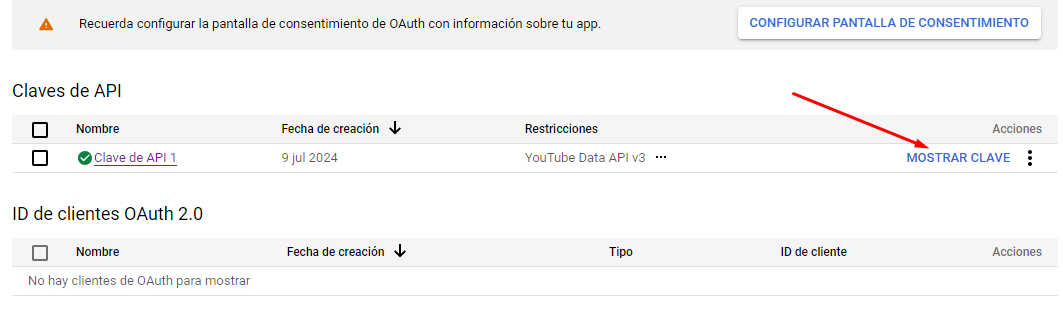 Recuerda configurar la pantalla de consentimiento de OAuth con información sobre tu app.
CONFIGURAR PANTALLA DE CONSENTIMIENTO
Claves de API
Nombre Fecha de creación Restricciones Acciones
Clave de API 1 9 jul 2024 YouTube Data API v3 ··· MOSTRAR CLAVE
ID de clientes OAuth 2.0
Nombre Fecha de creación Tipo ID de cliente Acciones
No hay clientes de OAuth para mostrar